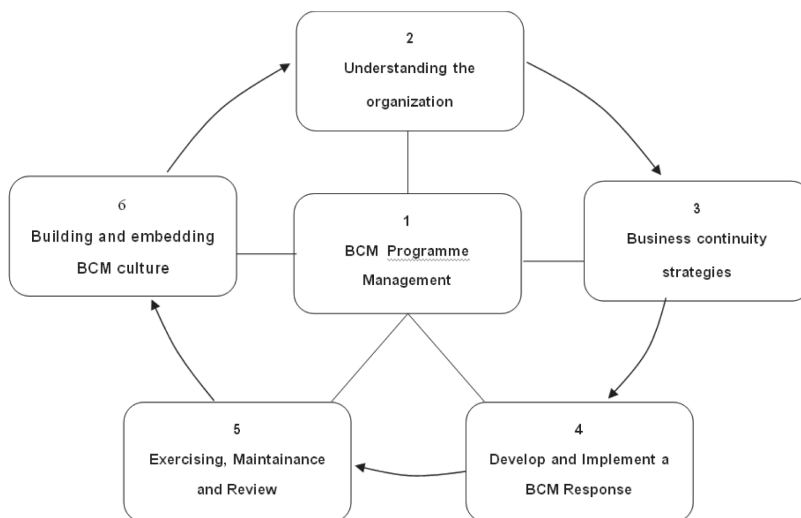 1
BCM Programme
Management
2
Understanding the
organization
3
Business continuity
strategies
4
Develop and Implement a
BCM Response
5
Exercising, Maintainance
and Review
6
Building and embedding
BCM culture